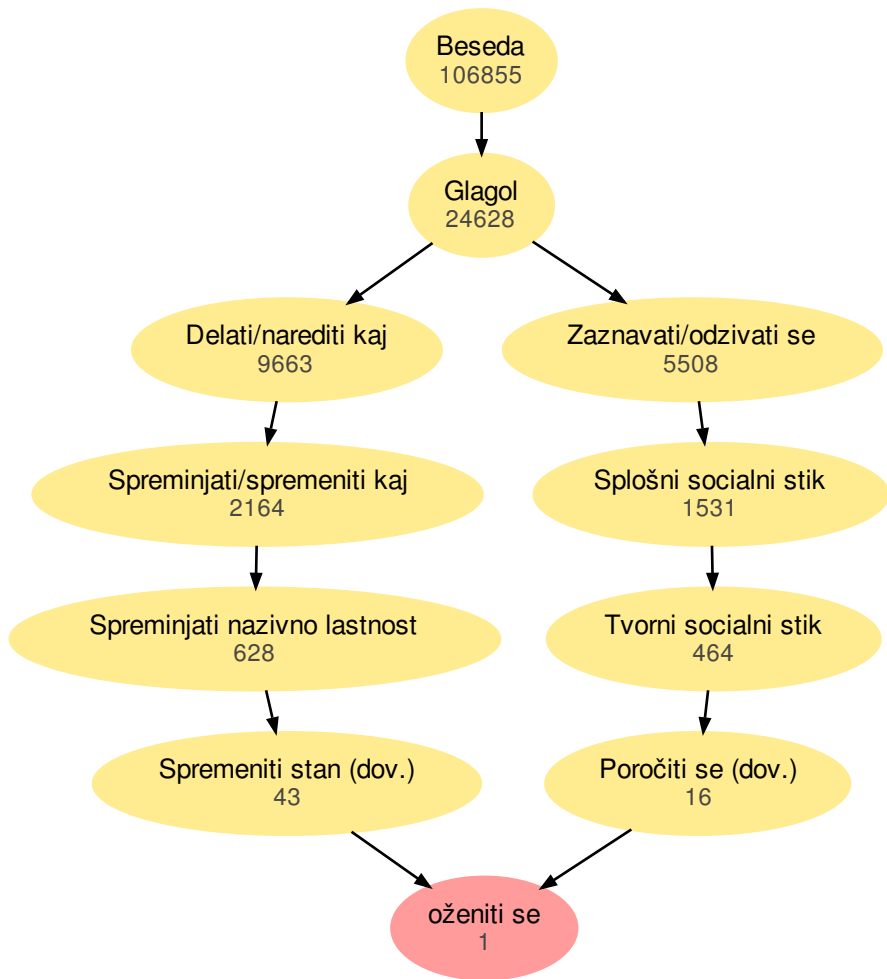 Beseda
106855
Glagol
24628
Delati/narediti kaj
9663
Zaznavati/odzivati se
5508
Spreminjati/spremeniti kaj
2164
Splošni socialni stik
1531
Spreminjati nazivno lastnost
628
Tvorni socialni stik
464
Spremeniti stan (dov.)
43
Poročiti se (dov.)
16
oženiti se
1